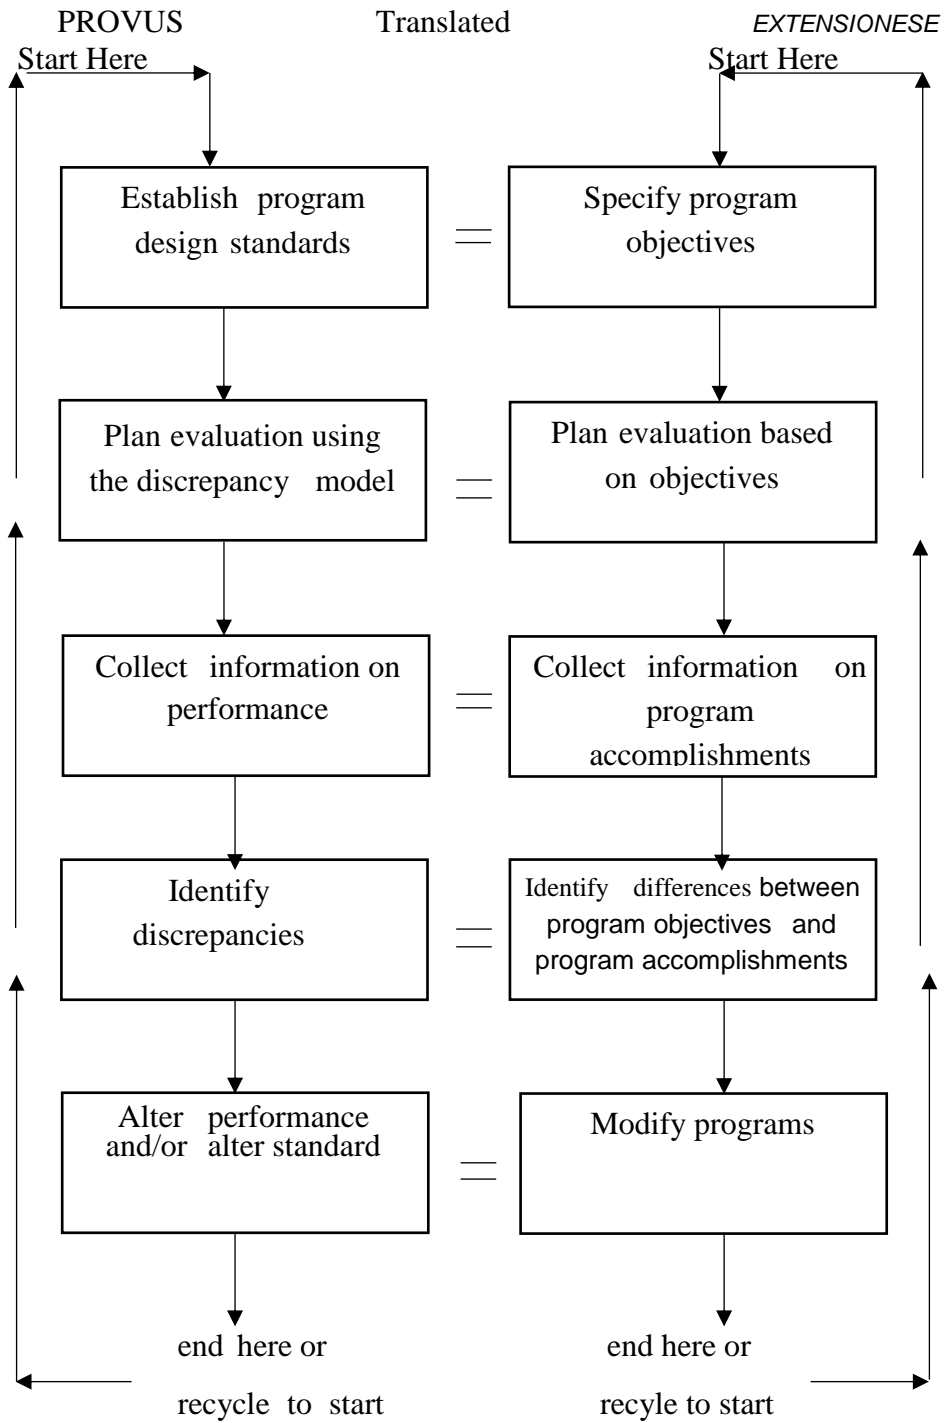 PROVUS Translated EXTENSIONESE
Start Here Start Here
Establish program
design standards
=
Specify program
objectives
Plan evaluation using
the discrepancy model
=
Plan evaluation based
on objectives
Collect information on
performance
=
Collect information on
program
accomplishments
Identify
discrepancies
=
Identify differences between
program objectives and
program accomplishments
Alter performance
and/or alter standard
=
Modify programs
end here or
recycle to start
end here or
recyle to start